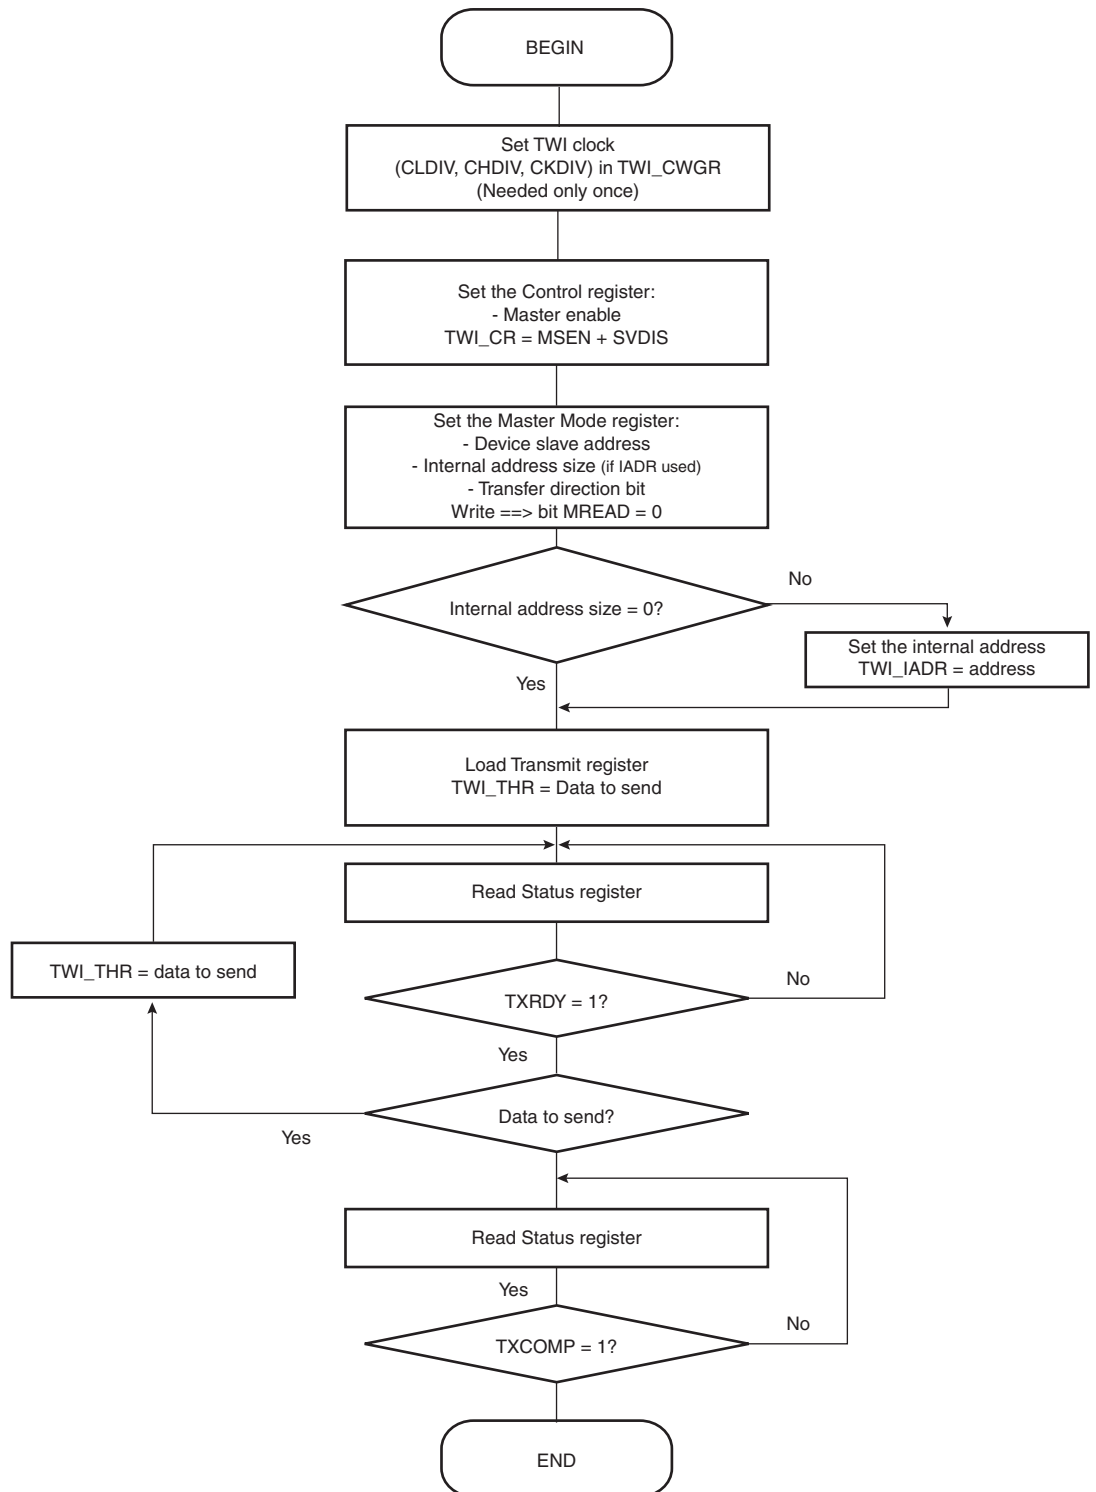 BEGIN
Set TWI clock
(CLDIV, CHDIV, CKDIV) in TWI_CWGR
(Needed only once)
Set the Control register:
- Master enable
TWI_CR = MSEN + SVDIS
Set the Master Mode register:
- Device slave address
- Internal address size (if IADR used)
- Transfer direction bit
Write ==> bit MREAD = 0
No
Internal address size = 0?
Set the internal address
TWI_IADR = address
Yes
Load Transmit register
TWI_THR = Data to send
Read Status register
TWI_THR = data to send
No
TXRDY = 1?
Yes
Data to send?
Yes
Read Status register
Yes
No
TXCOMP = 1?
END